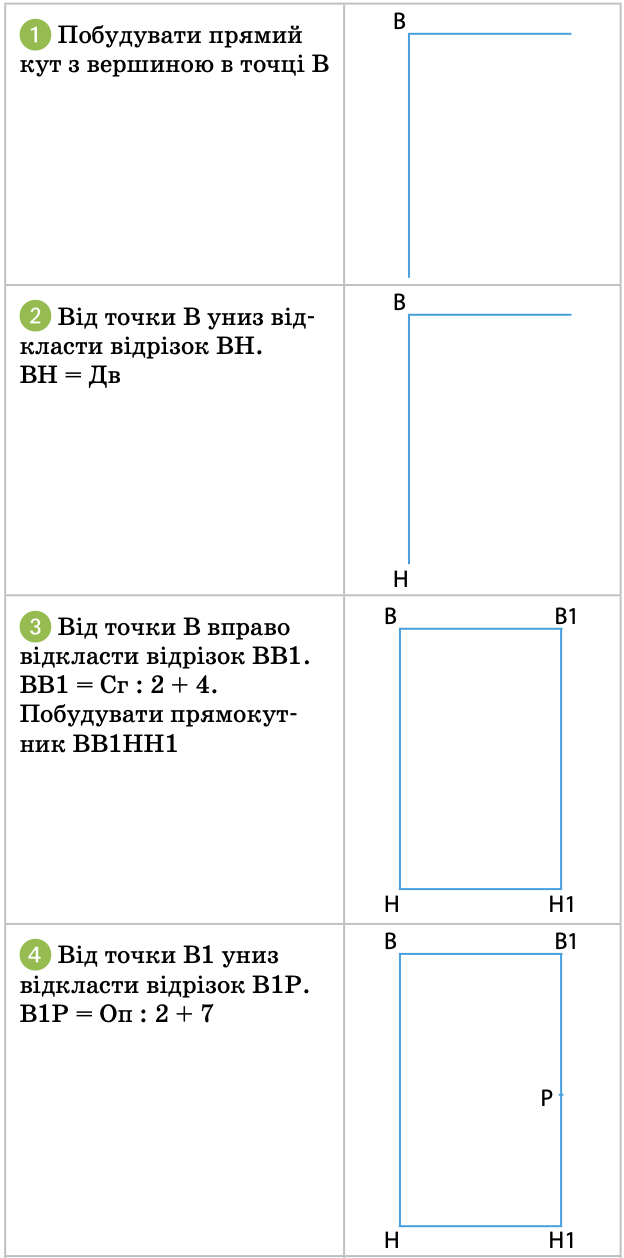 1 Побудувати прямий
кут з вершиною в точці В
В
2 Від точки В униз від-
класти відрізок ВН.
ВН = Дв
В
Н
3 Від точки В вправо
відкласти відрізок ВВ1.
ВВ1 = Сг : 2 + 4.
Побудувати прямокут-
ник ВВ1НН1
В В1
Н Н1
4 Від точки В1 униз
відкласти відрізок В1Р.
В1Р = Оп : 2 + 7
В В1
Р
Н Н1